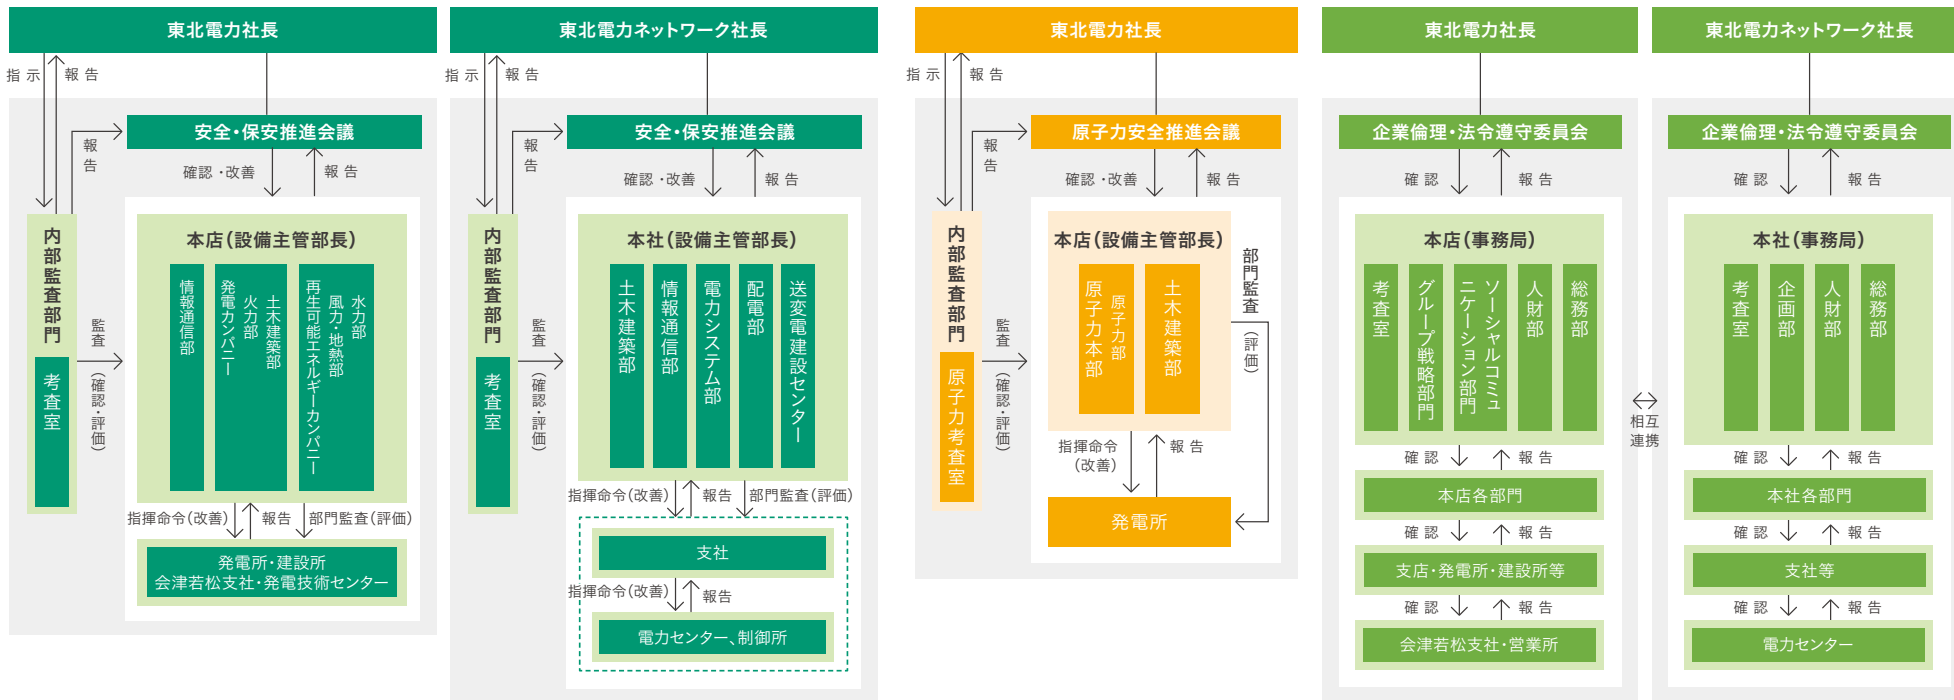 東北電力社長
指示
報告
安全・保安推進会議
報告
確認・改善
報告
内部監査部門
考査室
監査
（確認・評価）
本店（設備主管部長）
情報通信部
発電カンパニー
火力部
土木建築部
再生可能エネルギーカンパニー
風力・地熱部
水力部
指揮命令（改善）
報告
部門監査（評価）
発電所・建設所
会津若松支社・発電技術センター
東北電力ネットワーク社長
指示
報告
安全・保安推進会議
報告
確認・改善
報告
内部監査部門
考査室
監査
（確認・評価）
本社（設備主管部長）
土木建築部
情報通信部
電力システム部
配電部
送変電建設センター
指揮命令（改善）
報告
部門監査（評価）
支社
指揮命令（改善）
報告
電力センター、制御所
東北電力社長
指示
報告
原子力安全推進会議
報告
確認・改善
報告
内部監査部門
原子力考査室
監査
（確認・評価）
本店（設備主管部長）
原子力本部
原子力部
土木建築部
部門監査
（評価）
指揮命令
（改善）
報告
発電所
東北電力社長
企業倫理・法令遵守委員会
確認
報告
本店（事務局）
考査室
グループ戦略部門
ソーシャルコミュ
ニケーション部門
人財部
総務部
確認
報告
本店各部門
確認
報告
支店・発電所・建設所等
確認
報告
会津若松支社・営業所
相互
連携
東北電力ネットワーク社長
企業倫理・法令遵守委員会
確認
報告
本社（事務局）
考査室
企画部
人財部
総務部
確認
報告
本社各部門
確認
報告
支社等
確認
報告
電力センター